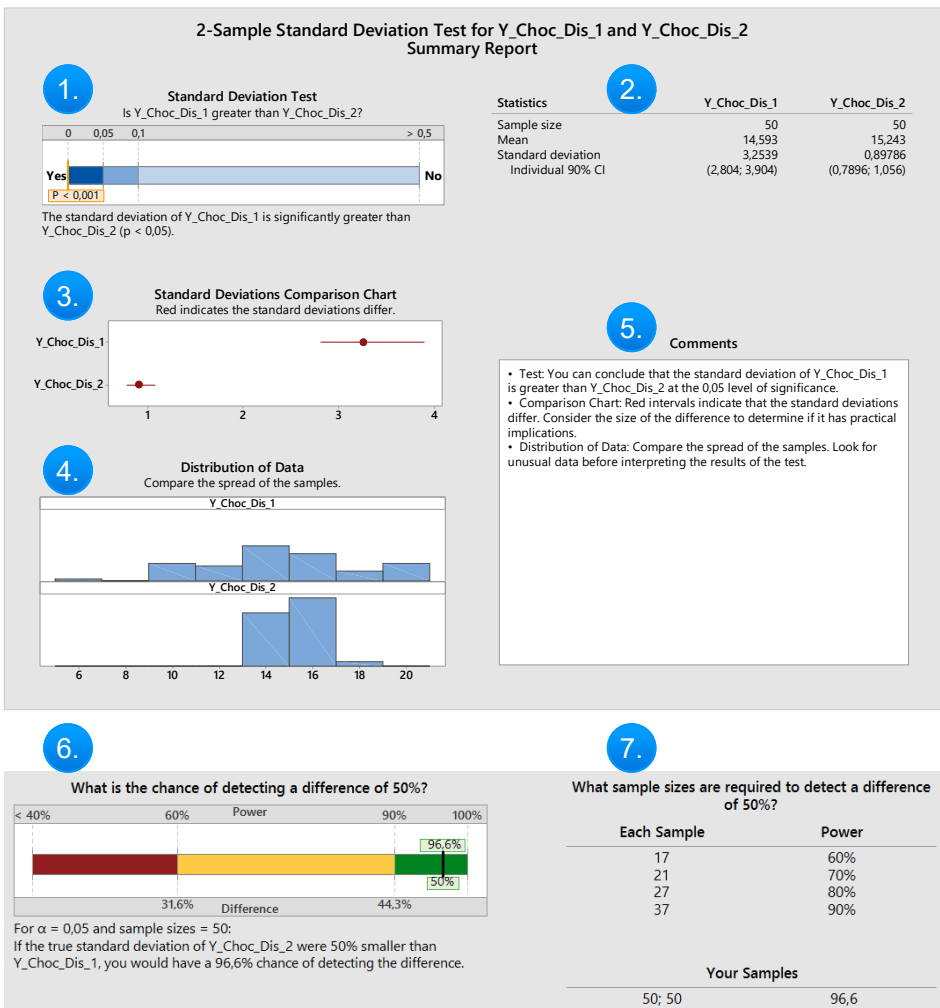 2-Sample Standard Deviation Test for Y_Choc_Dis_1 and Y_Choc_Dis_2
Summary Report
1.
Standard Deviation Test
Is Y_Choc_Dis_1 greater than Y_Choc_Dis_2?
0 0,05 0,1 > 0,5
Yes No
P < 0,001
The standard deviation of Y_Choc_Dis_1 is significantly greater than
Y_Choc_Dis_2 (p < 0,05).
2.
Statistics Y_Choc_Dis_1 Y_Choc_Dis_2
Sample size 50 50
Mean 14,593 15,243
Standard deviation 3,2539 0,89786
Individual 90% CI (2,804; 3,904) (0,7896; 1,056)
3.
Standard Deviations Comparison Chart
Red indicates the standard deviations differ.
Y_Choc_Dis_1
Y_Choc_Dis_2
1 2 3 4
4.
Distribution of Data
Compare the spread of the samples.
Y_Choc_Dis_1
Y_Choc_Dis_2
6 8 10 12 14 16 18 20
5.
Comments
• Test: You can conclude that the standard deviation of Y_Choc_Dis_1
is greater than Y_Choc_Dis_2 at the 0,05 level of significance.
• Comparison Chart: Red intervals indicate that the standard deviations
differ. Consider the size of the difference to determine if it has practical
implications.
• Distribution of Data: Compare the spread of the samples. Look for
unusual data before interpreting the results of the test.
6.
What is the chance of detecting a difference of 50%?
< 40% 60% Power 90% 100%
96,6%
50%
31,6% Difference 44,3%
For α = 0,05 and sample sizes = 50:
If the true standard deviation of Y_Choc_Dis_2 were 50% smaller than
Y_Choc_Dis_1, you would have a 96,6% chance of detecting the difference.
7.
What sample sizes are required to detect a difference
of 50%?
Each Sample Power
17 60%
21 70%
27 80%
37 90%
Your Samples
50; 50 96,6